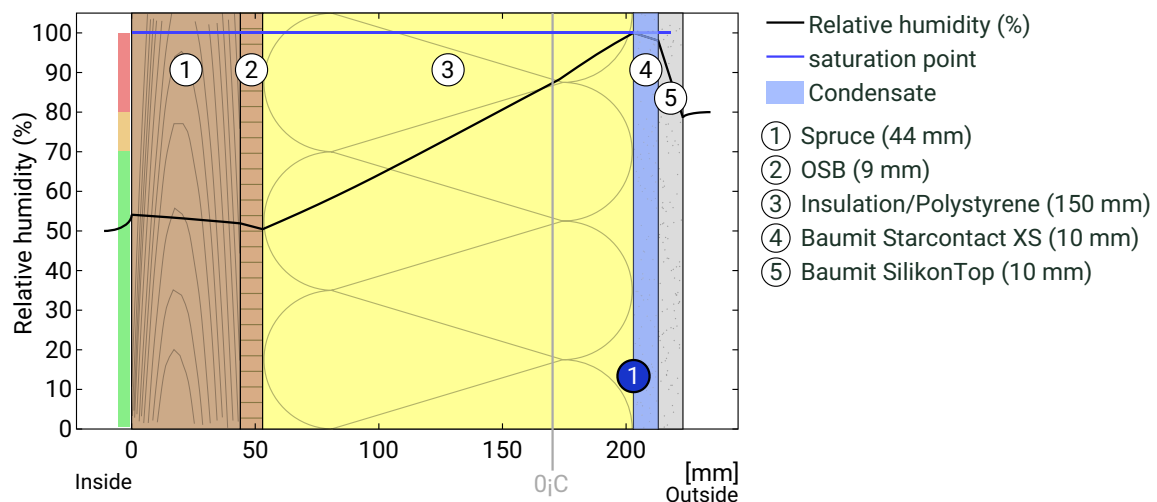 Relative humidity (%)
100
90
80
70
60
50
40
30
20
10
0
1
2
3
4
5
1
0
50
100
150
200
[mm]
Inside
0¡C
Outside
Relative humidity (%)
saturation point
Condensate
1 Spruce (44 mm)
2 OSB (9 mm)
3 Insulation/Polystyrene (150 mm)
4 Baumit Starcontact XS (10 mm)
5 Baumit SilikonTop (10 mm)